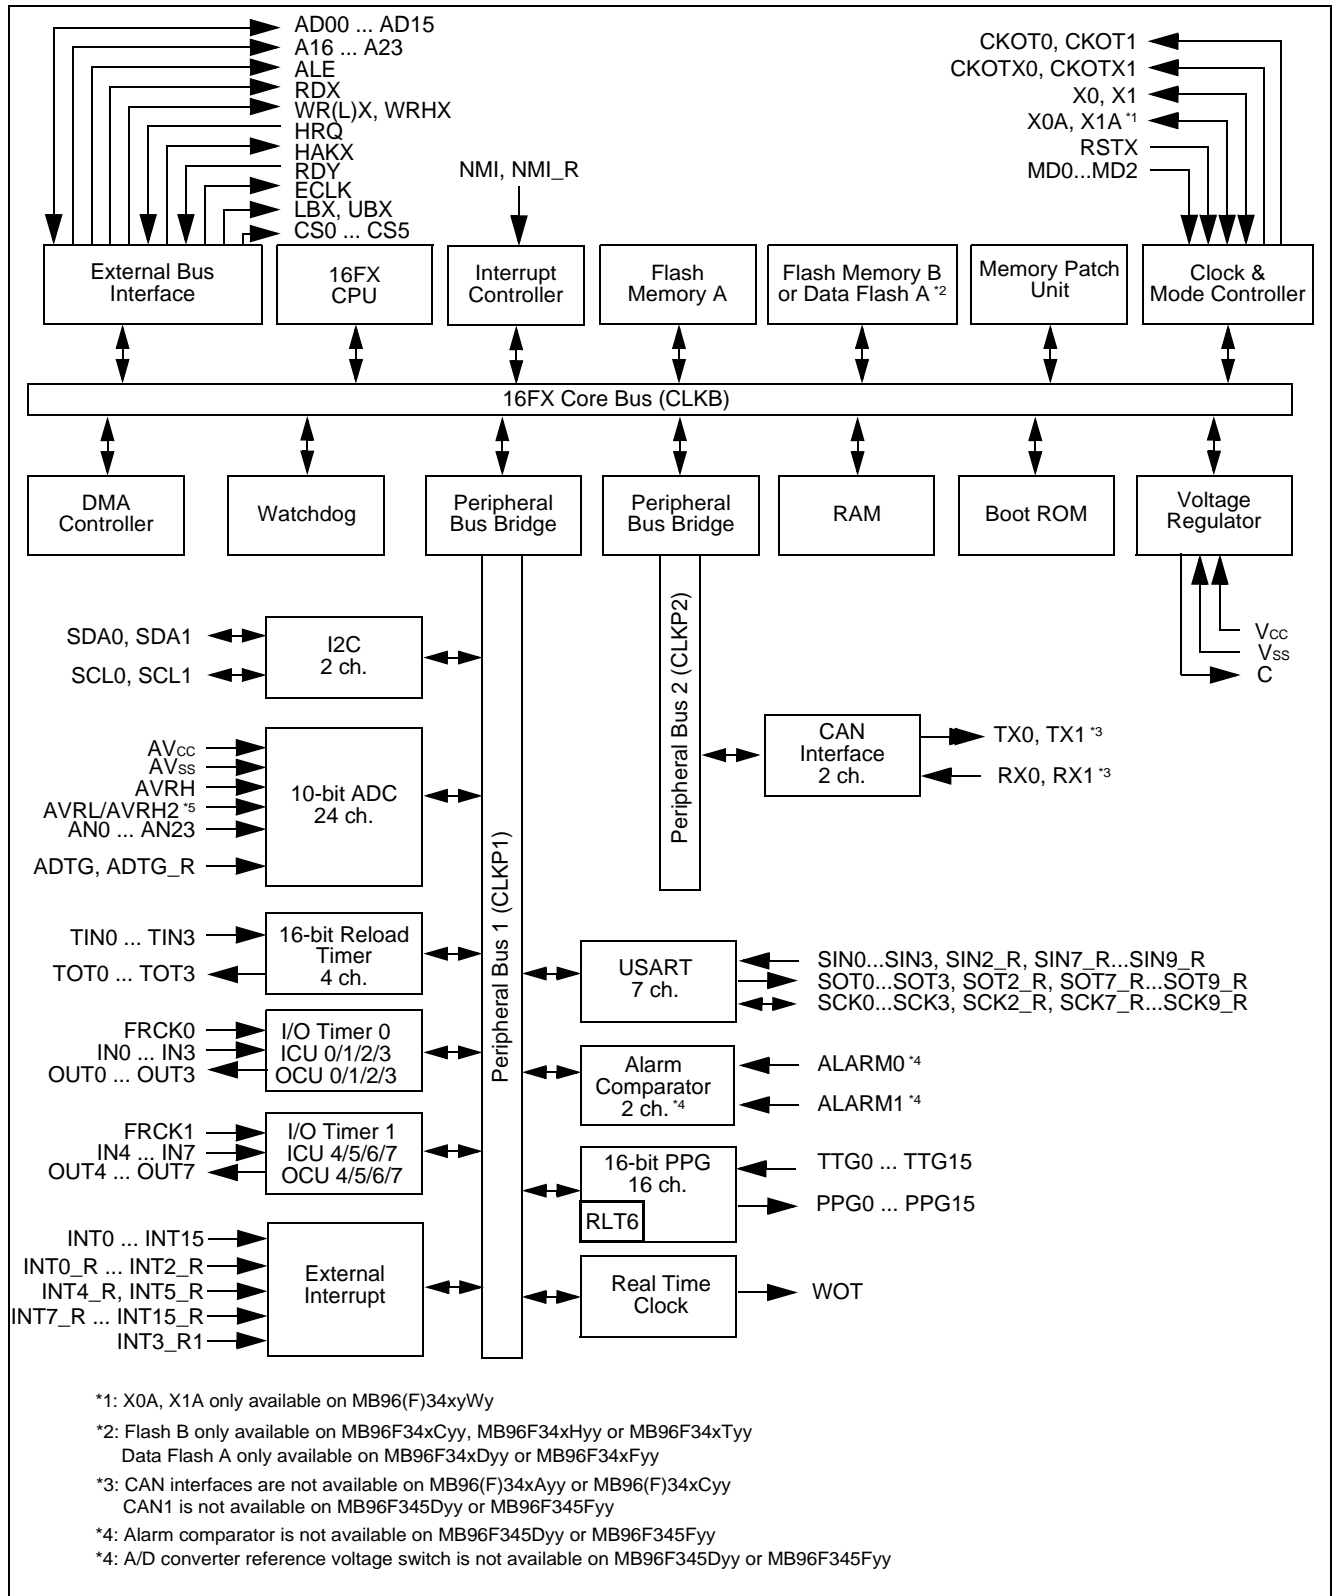 AD00 ... AD15
A16 ... A23
ALE
RDX
WR(L)X, WRHX
HRQ
HAKX
RDY
ECLK
LBX, UBX
CS0 ... CS5
NMI, NMI_R
CKOT0, CKOT1
CKOTX0, CKOTX1
X0, X1
X0A, X1A *1
RSTX
MD0...MD2
External Bus
Interface
16FX
CPU
Interrupt
Controller
Flash
Memory A
Flash Memory B
or Data Flash A *2
Memory Patch
Unit
Clock &
Mode Controller
16FX Core Bus (CLKB)
DMA
Controller
Watchdog
Peripheral
Bus Bridge
Peripheral
Bus Bridge
RAM
Boot ROM
Voltage
Regulator
Vcc
Vss
C
Peripheral Bus 1 (CLKP1)
Peripheral Bus 2 (CLKP2)
SDA0, SDA1
SCL0, SCL1
I2C
2 ch.
AVcc
AVss
AVRH
AVRL/AVRH2 *5
AN0 ... AN23
ADTG, ADTG_R
10-bit ADC
24 ch.
CAN
Interface
2 ch.
TX0, TX1 *3
RX0, RX1 *3
TIN0 ... TIN3
TOT0 ... TOT3
16-bit Reload
Timer
4 ch.
USART
7 ch.
SIN0...SIN3, SIN2_R, SIN7_R...SIN9_R
SOT0...SOT3, SOT2_R, SOT7_R...SOT9_R
SCK0...SCK3, SCK2_R, SCK7_R...SCK9_R
FRCK0
IN0 ... IN3
OUT0 ... OUT3
I/O Timer 0
ICU 0/1/2/3
OCU 0/1/2/3
Alarm
Comparator
2 ch. *4
ALARM0 *4
ALARM1 *4
FRCK1
IN4 ... IN7
OUT4 ... OUT7
I/O Timer 1
ICU 4/5/6/7
OCU 4/5/6/7
16-bit PPG
16 ch.
RLT6
TTG0 ... TTG15
PPG0 ... PPG15
INT0 ... INT15
INT0_R ... INT2_R
INT4_R, INT5_R
INT7_R ... INT15_R
INT3_R1
External
Interrupt
Real Time
Clock
WOT
*1: X0A, X1A only available on MB96(F)34xyWy
*2: Flash B only available on MB96F34xCyy, MB96F34xHyy or MB96F34xTyy
Data Flash A only available on MB96F34xDyy or MB96F34xFyy
*3: CAN interfaces are not available on MB96(F)34xAyy or MB96(F)34xCyy
CAN1 is not available on MB96F345Dyy or MB96F345Fyy
*4: Alarm comparator is not available on MB96F345Dyy or MB96F345Fyy
*4: A/D converter reference voltage switch is not available on MB96F345Dyy or MB96F345Fyy